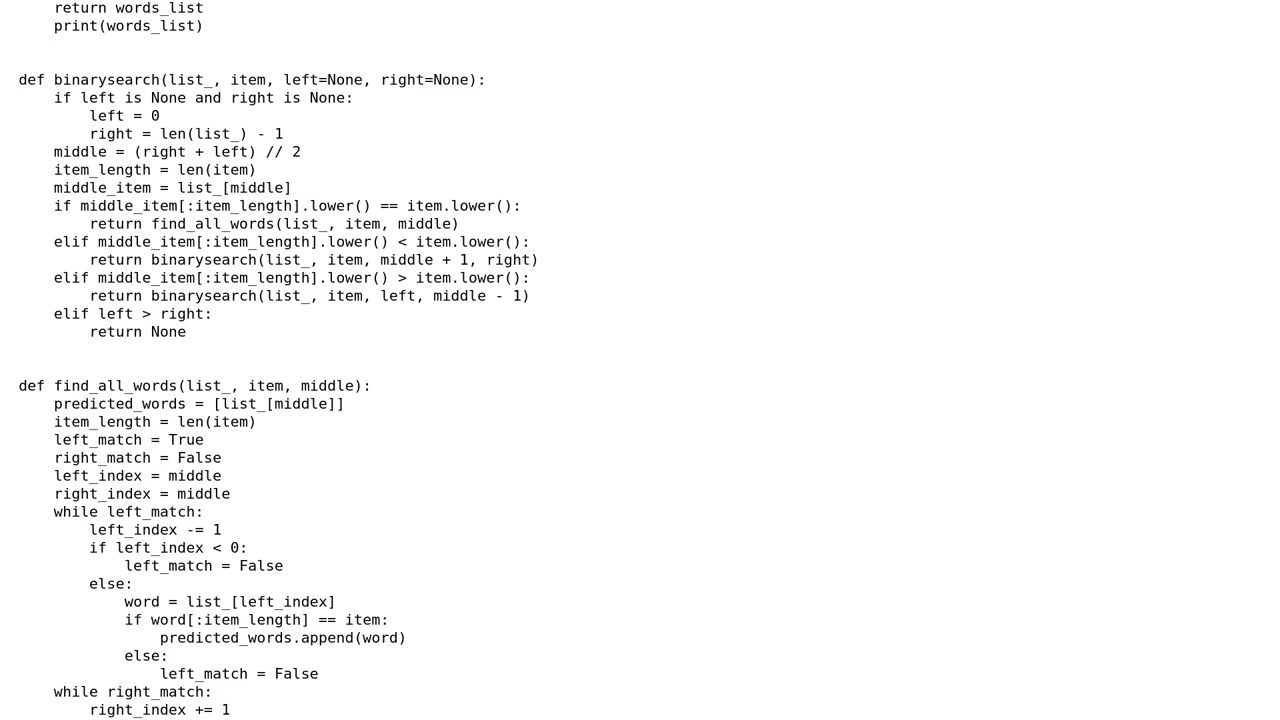 return words_list
    print(words_list)


def binarysearch(list_, item, left=None, right=None):
    if left is None and right is None:
        left = 0
        right = len(list_) - 1
    middle = (right + left) // 2
    item_length = len(item)
    middle_item = list_[middle]
    if middle_item[:item_length].lower() == item.lower():
        return find_all_words(list_, item, middle)
    elif middle_item[:item_length].lower() < item.lower():
        return binarysearch(list_, item, middle + 1, right)
    elif middle_item[:item_length].lower() > item.lower():
        return binarysearch(list_, item, left, middle - 1)
    elif left > right:
        return None


def find_all_words(list_, item, middle):
    predicted_words = [list_[middle]]
    item_length = len(item)
    left_match = True
    right_match = False
    left_index = middle
    right_index = middle
    while left_match:
        left_index -= 1
        if left_index < 0:
            left_match = False
        else:
            word = list_[left_index]
            if word[:item_length] == item:
                predicted_words.append(word)
            else:
                left_match = False
    while right_match:
        right_index += 1